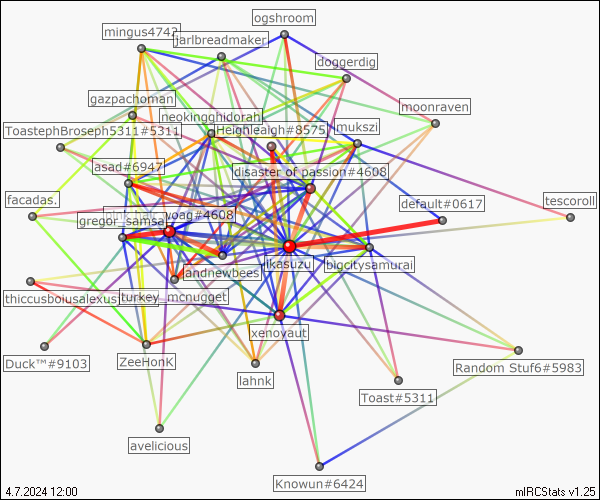 ogshroom
mingus4742
jarlbreadmaker
doggerdig
gazpachoman
moonraven
neokingghidorah
ToastephBroseph5311#5311
Heighleaigh#8575
mukszi
asad#6947
disaster of passion#4608
facadas.
default#0617
tescoroll
voag#4608
gregor_samsa
ikasuzu
bigcitysamurai
andnewbees
thiccusboiusalexus
turkey_mcnugget
xenoyaut
Duck™#9103
ZeeHonK
Random Stuf6#5983
lahnk
Toast#5311
avelicious
Knowun#6424
4.7.2024 12:00
mIRCStats v1.25